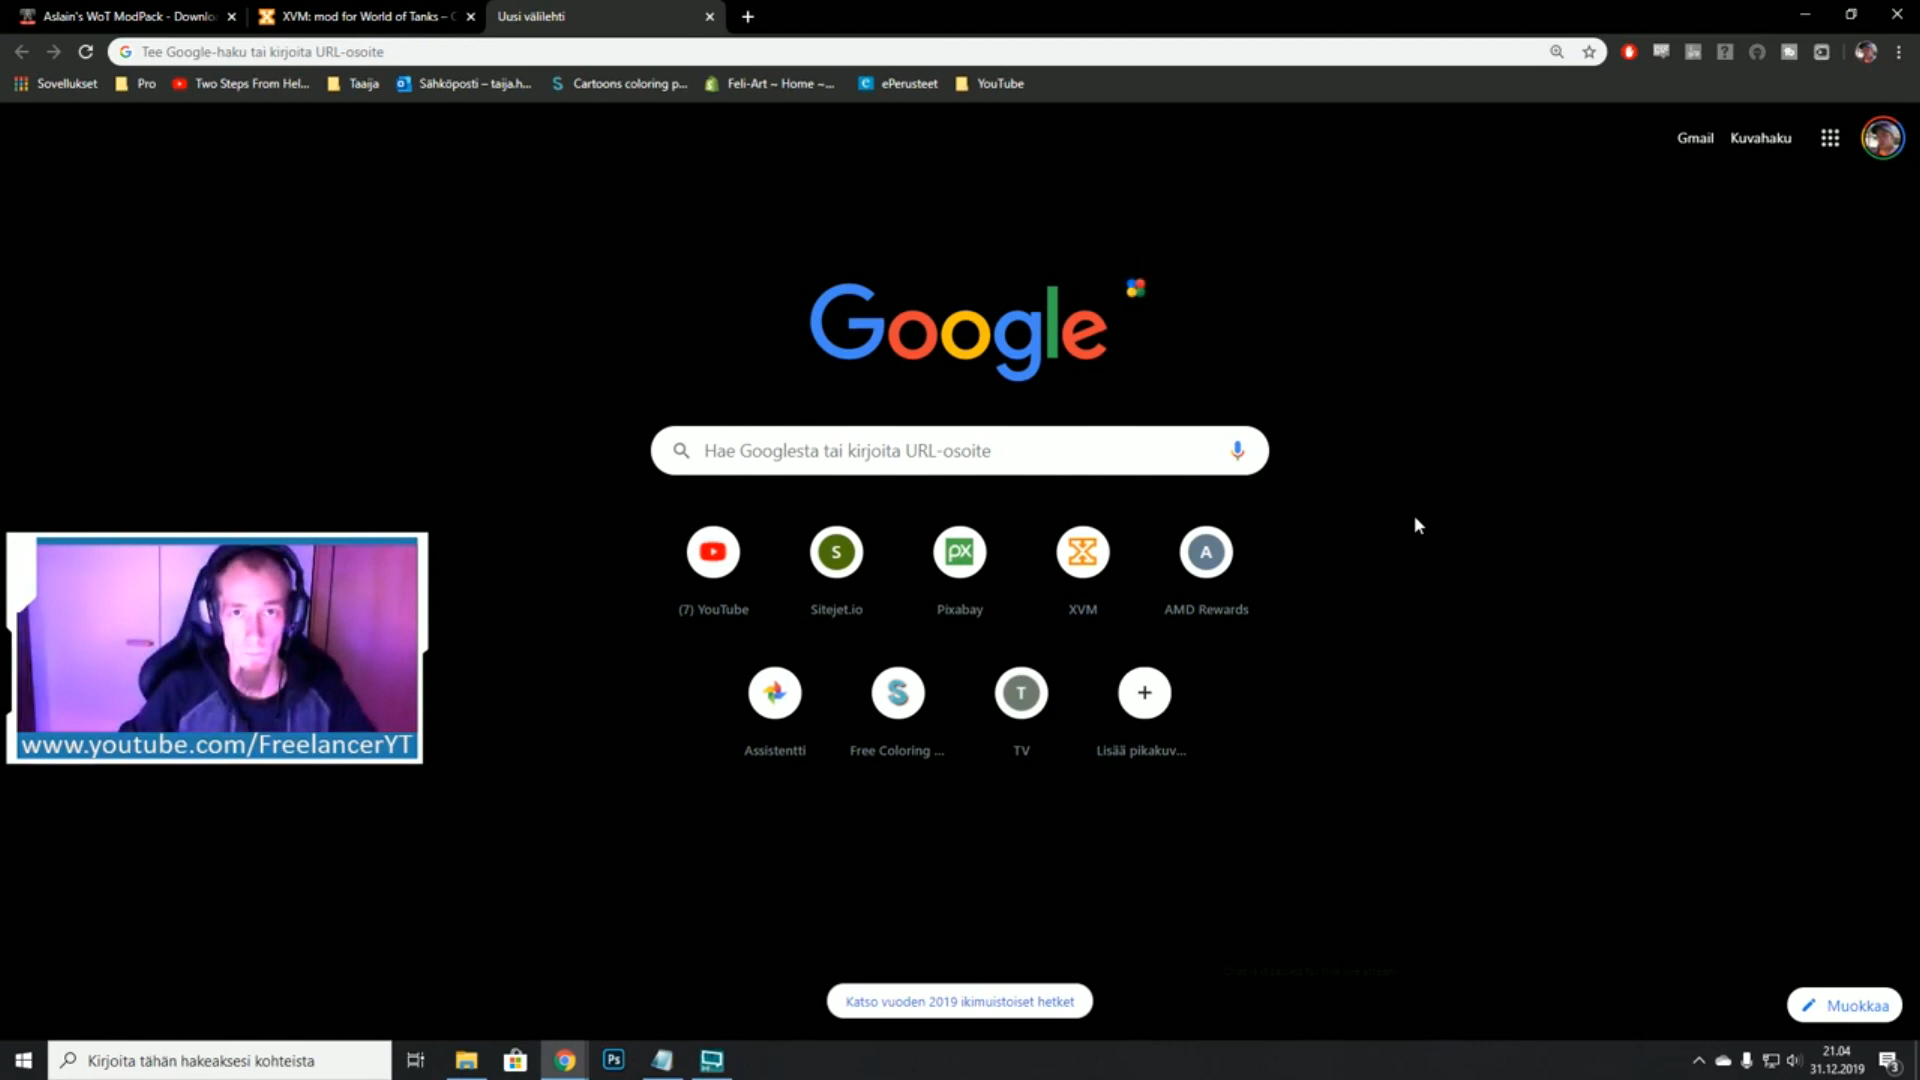 Aslain's WoT ModPack - Downlo
XVM: mod for World of Tanks –
Uusi välilehti
Tee Google-haku tai kirjoita URL-osoite
Sovellukset
Pro
Two Steps From Hel...
Taaija
Sähköposti – taija.h...
Cartoons coloring p...
Feli-Art ~ Home ~...
ePerusteet
YouTube
Gmail
Kuvahaku
Google
Hae Googlesta tai kirjoita URL-osoite
(7) YouTube
S
Sitejet.io
px
Pixabay
XVM
A
AMD Rewards
Assistentti
S
Free Coloring ...
T
TV
Lisää pikakuv...
www.youtube.com/FreelancerYT
Katso vuoden 2019 ikimuistoiset hetket
Muokkaa
Kirjoita tähän hakeaksesi kohteista
Ps
21.04
31.12.2019
3